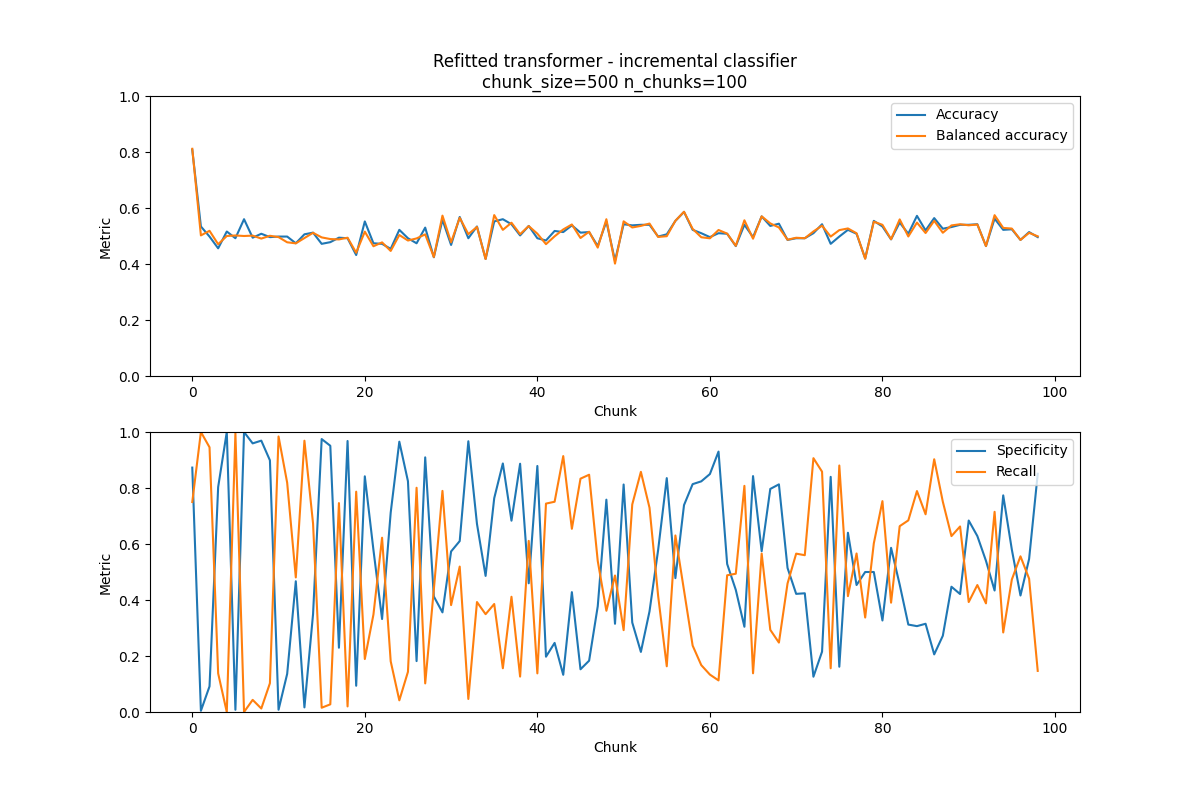 Refitted transformer - incremental classifier
chunk_size=500 n_chunks=100
1.0
0.8
0.6
0.4
0.2
0.0
Metric
Accuracy
Balanced accuracy
0 20 40 60 80 100
Chunk
1.0
0.8
0.6
0.4
0.2
0.0
Metric
Specificity
Recall
0 20 40 60 80 100
Chunk